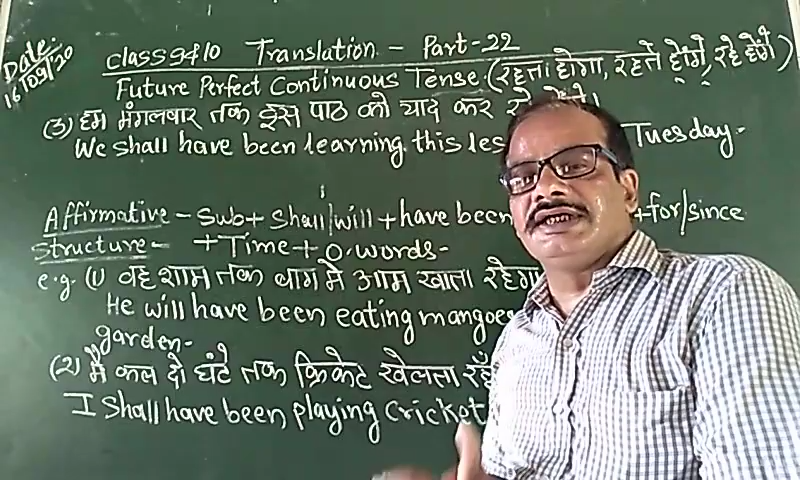 Date:
16/09/20
Class 9&10 Translation - Part-22
Future Perfect Continuous Tense (रहता होगा, रहते होंगे, रहे होंगे)
(3) हम मंगलवार तक इस पाठ को याद कर
We shall have been learning this Tuesday.
Affirmative - Sub + Shall/will + have been + for/since
Structure - + Time + O. words -
e.g. (1) वह शाम तक बाग मे आम खाता रहेगा
He will have been eating mangoes
garden -
(2) मैं कल दो घंटे तक क्रिकेट खेलता
I Shall have been playing Cricket